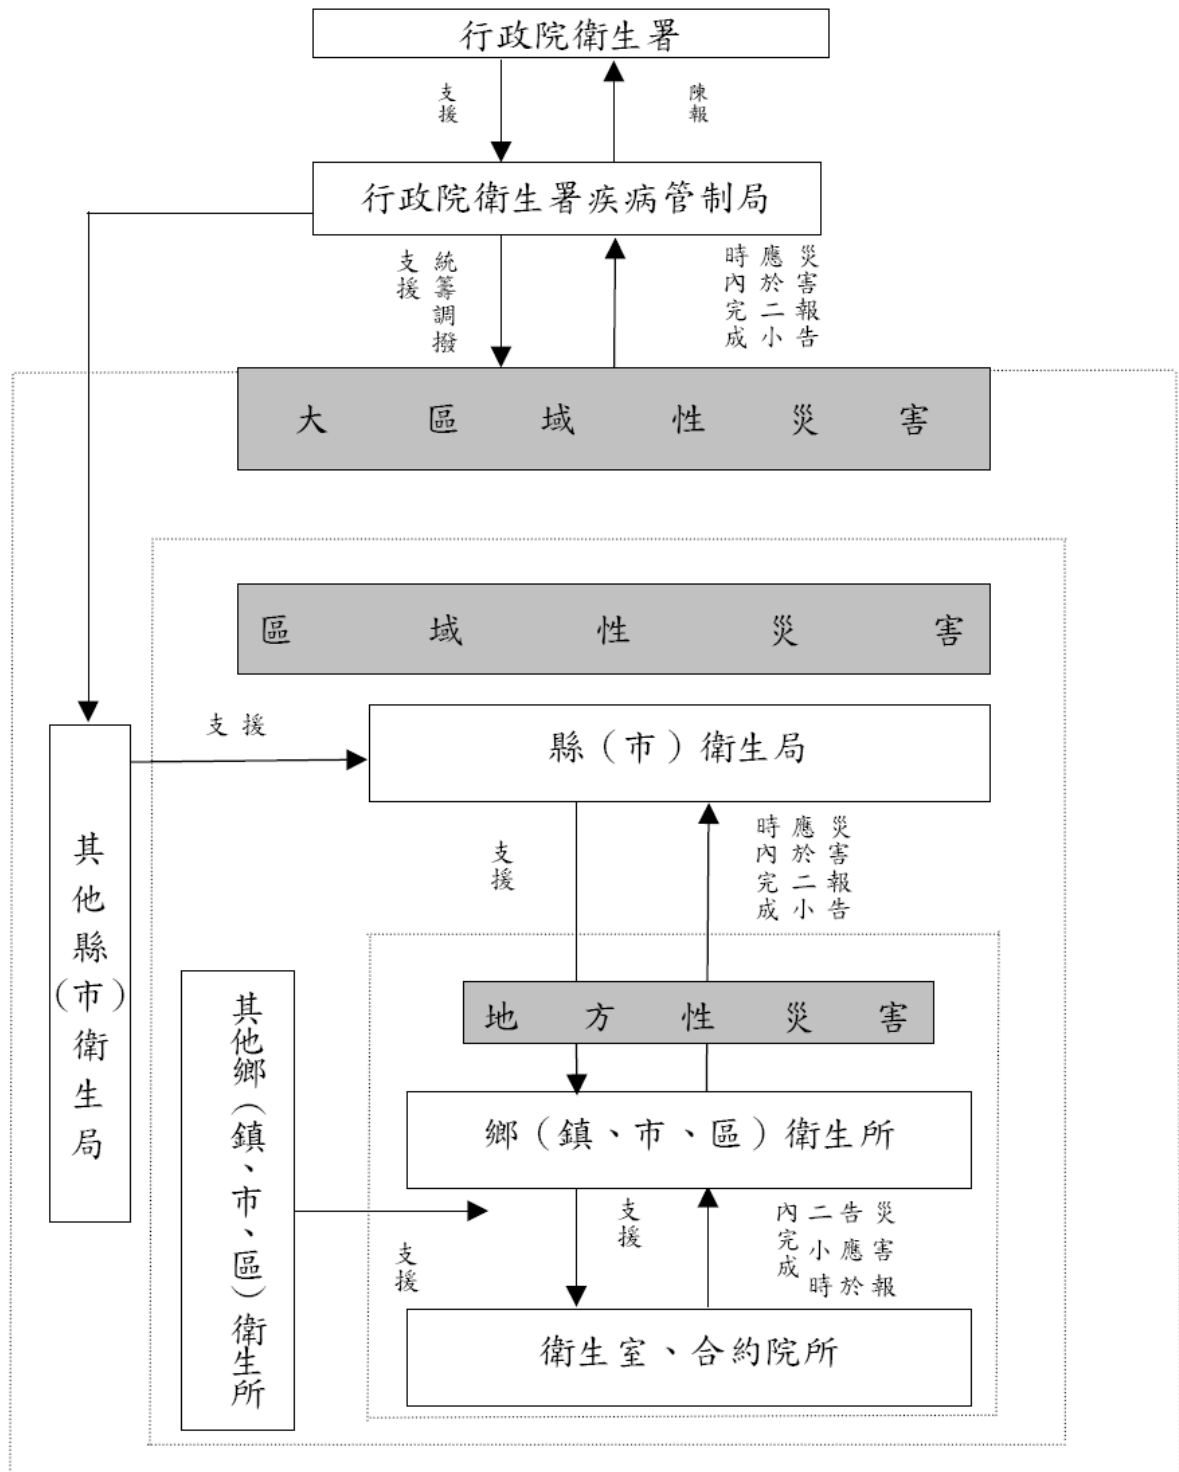 行政院衛生署
支援
陳報
行政院衛生署疾病管制局
統籌調撥
支援
災害報告
應於二小
時內完成
大區域性災害
區域性災害
支援
縣（市）衛生局
其他縣（市）衛生局
支援
災害報告
應於二小
時內完成
地方性災害
其他鄉（鎮、市、區）衛生所
鄉（鎮、市、區）衛生所
支援
支援
災害報
告應於
二小時
內完成
衛生室、合約院所